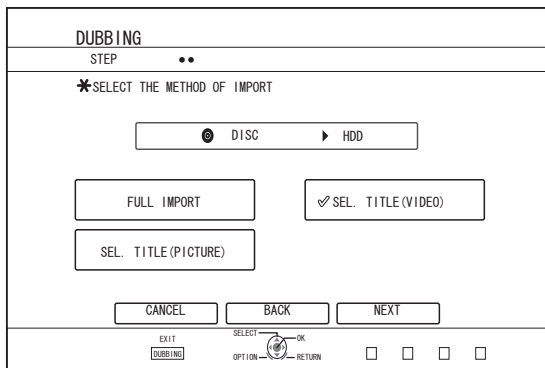 DUBBING
STEP
SELECT THE METHOD OF IMPORT
DISC HDD
FULL IMPORT SEL. TITLE(VIDEO)
SEL. TITLE(PICTURE)
CANCEL BACK NEXT
EXIT SELECT OK
DUBBING OPTION RETURN